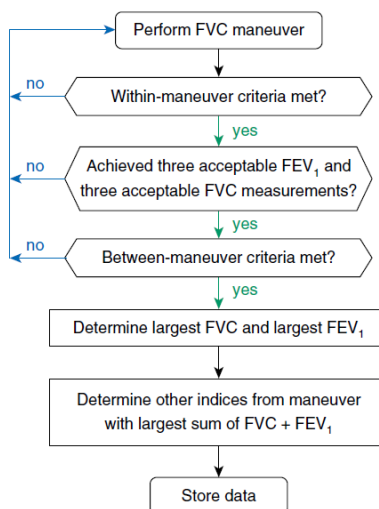 Perform FVC maneuver
no
Within-maneuver criteria met?
yes
no
Achieved three acceptable FEV₁ and
three acceptable FVC measurements?
yes
no
Between-maneuver criteria met?
yes
Determine largest FVC and largest FEV₁
Determine other indices from maneuver
with largest sum of FVC + FEV₁
Store data